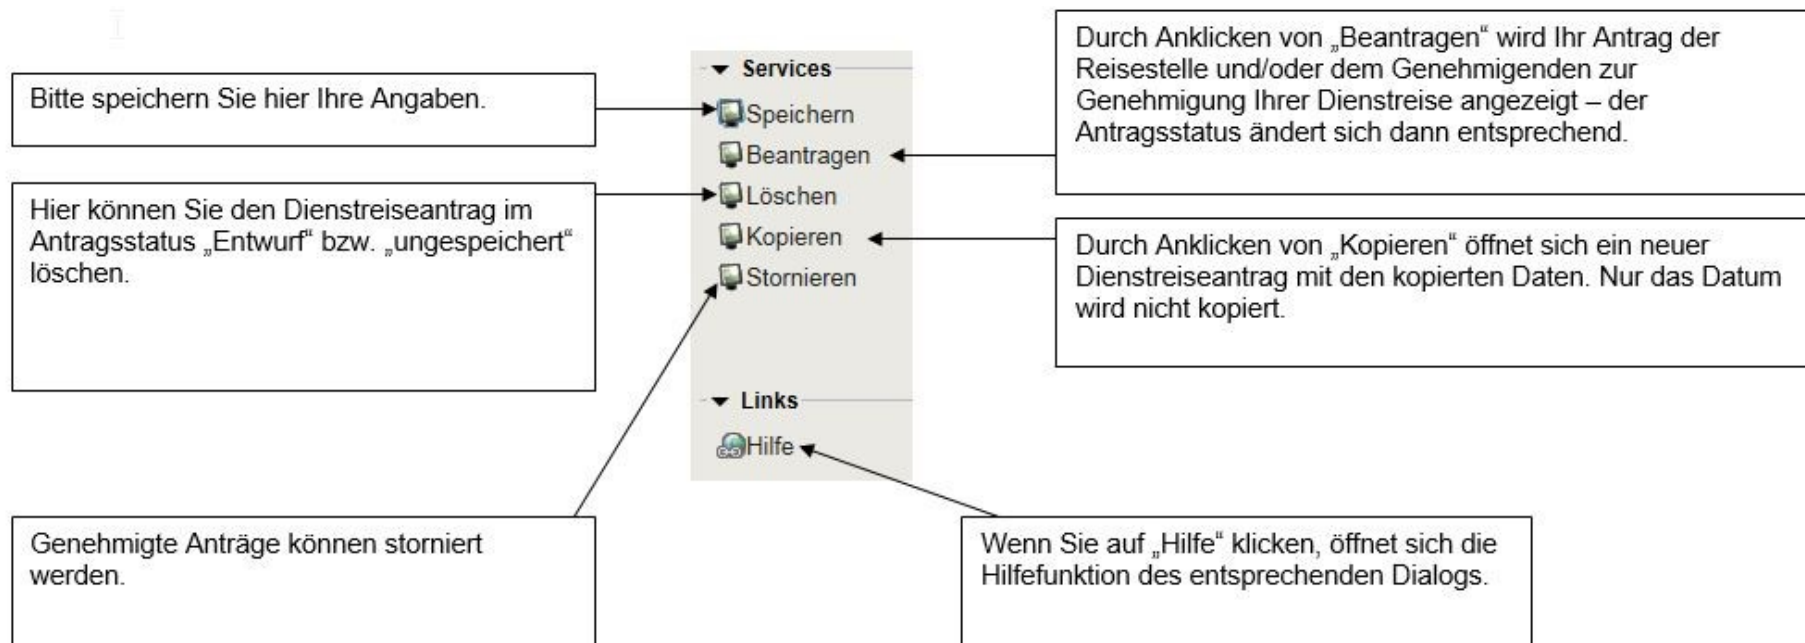 Bitte speichern Sie hier Ihre Angaben.
Hier können Sie den Dienstreiseantrag im
Antragsstatus „Entwurf“ bzw. „ungespeichert“
löschen.
Genehmigte Anträge können storniert
werden.
Services
Speichern
Beantragen
Löschen
Kopieren
Stornieren
Links
Hilfe
Durch Anklicken von „Beantragen“ wird Ihr Antrag der
Reisestelle und/oder dem Genehmigenden zur
Genehmigung Ihrer Dienstreise angezeigt – der
Antragsstatus ändert sich dann entsprechend.
Durch Anklicken von „Kopieren“ öffnet sich ein neuer
Dienstreiseantrag mit den kopierten Daten. Nur das Datum
wird nicht kopiert.
Wenn Sie auf „Hilfe“ klicken, öffnet sich die
Hilfefunktion des entsprechenden Dialogs.